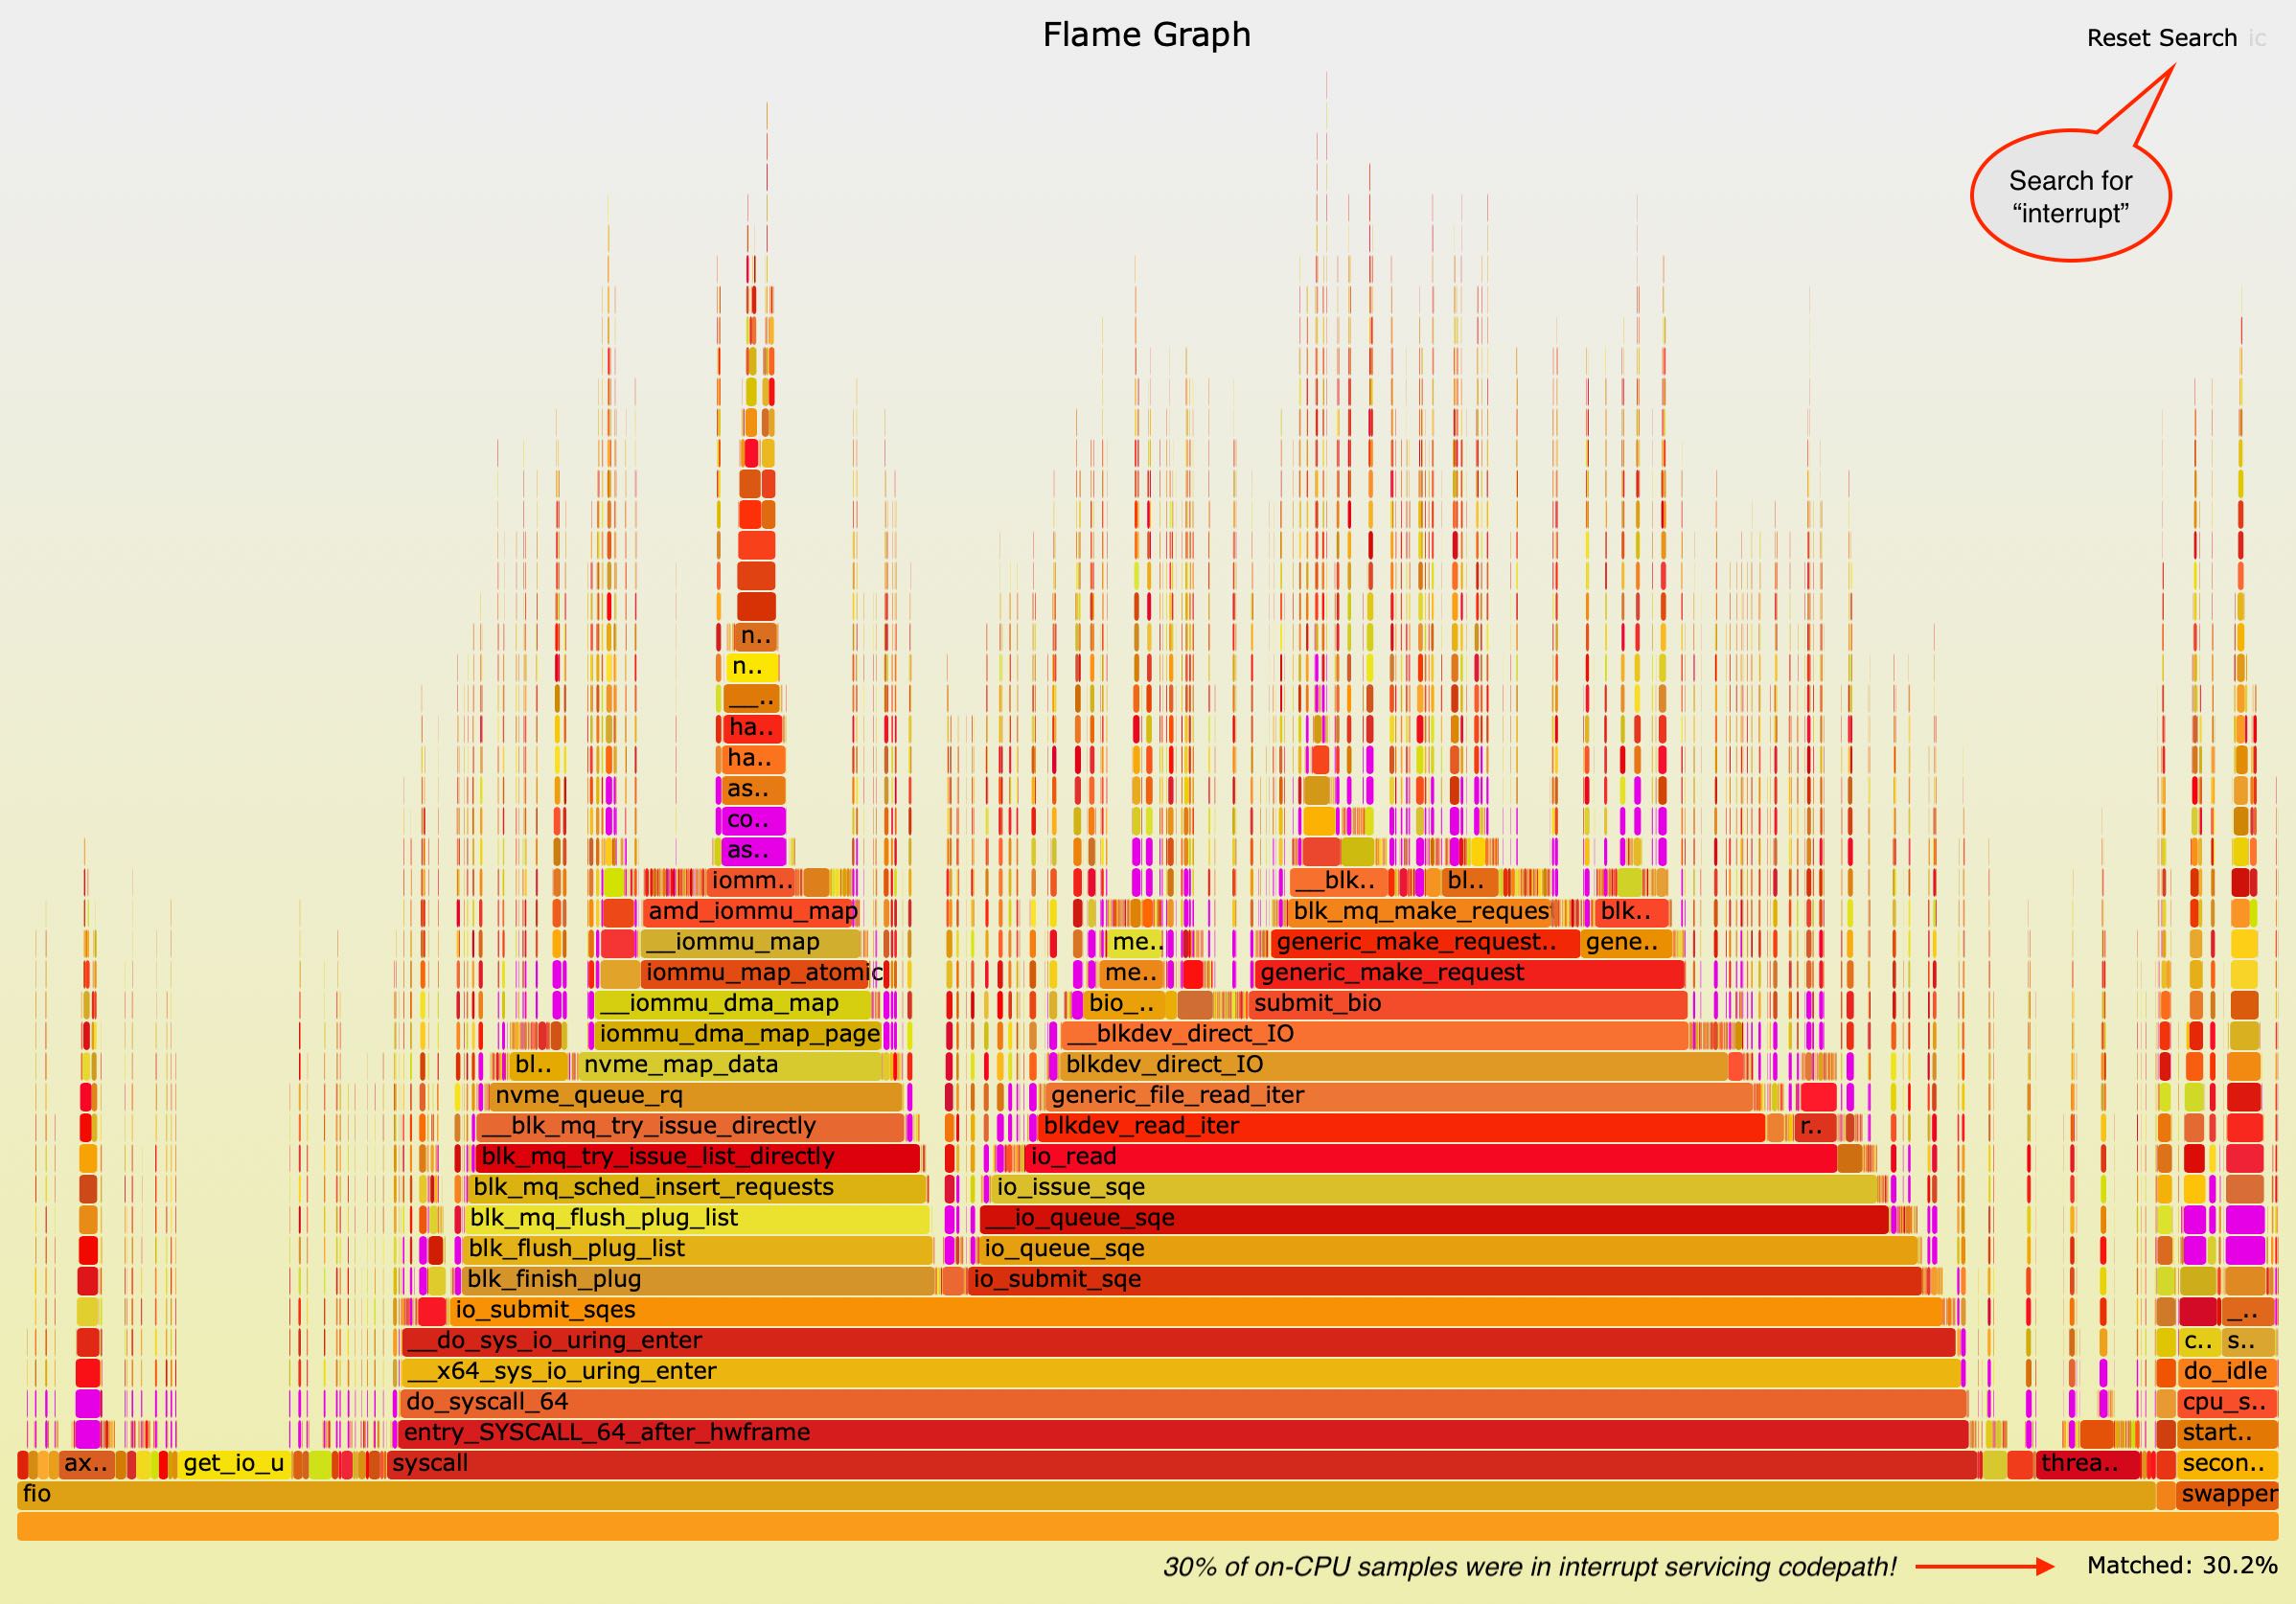 Flame Graph
Reset Search ic
Search for
“interrupt”
n..
n..
__..
ha..
ha..
as..
co..
as..
iomm.. __blk.. bl..
amd_iommu_map blk_mq_make_reques blk..
__iommu_map me.. generic_make_request.. gene..
iommu_map_atomic me.. generic_make_request
__iommu_dma_map bio_.. submit_bio
iommu_dma_map_page __blkdev_direct_IO
bl.. nvme_map_data blkdev_direct_IO
nvme_queue_rq generic_file_read_iter
__blk_mq_try_issue_directly blkdev_read_iter r..
blk_mq_try_issue_list_directly io_read
blk_mq_sched_insert_requests io_issue_sqe
blk_mq_flush_plug_list __io_queue_sqe
blk_flush_plug_list io_queue_sqe
blk_finish_plug io_submit_sqe
io_submit_sqes _..
__do_sys_io_uring_enter c.. s..
__x64_sys_io_uring_enter do_idle
do_syscall_64 cpu_s..
entry_SYSCALL_64_after_hwframe start..
ax.. get_io_u syscall threa.. secon..
fio swapper
30% of on-CPU samples were in interrupt servicing codepath! Matched: 30.2%